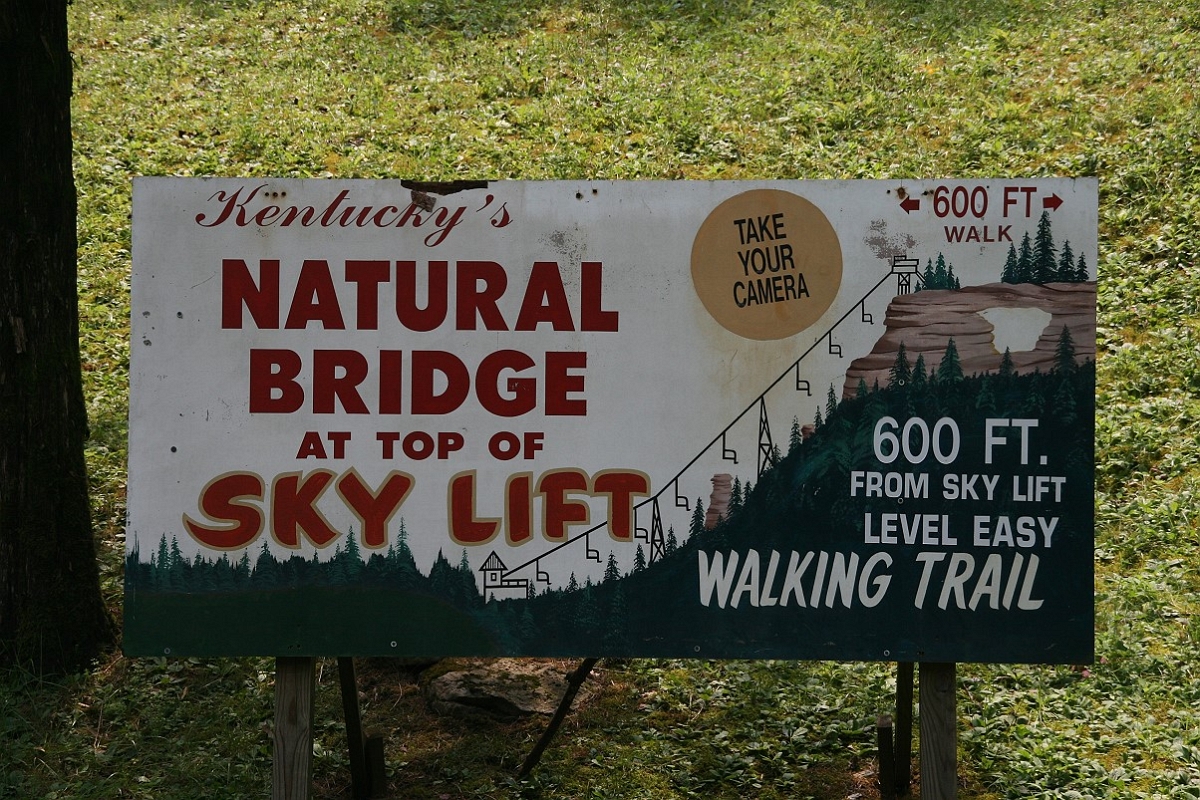 Kentucky's
NATURAL
BRIDGE
AT TOP OF
SKY LIFT
TAKE
YOUR
CAMERA
600 FT
WALK
600 FT.
FROM SKY LIFT
LEVEL EASY
WALKING TRAIL